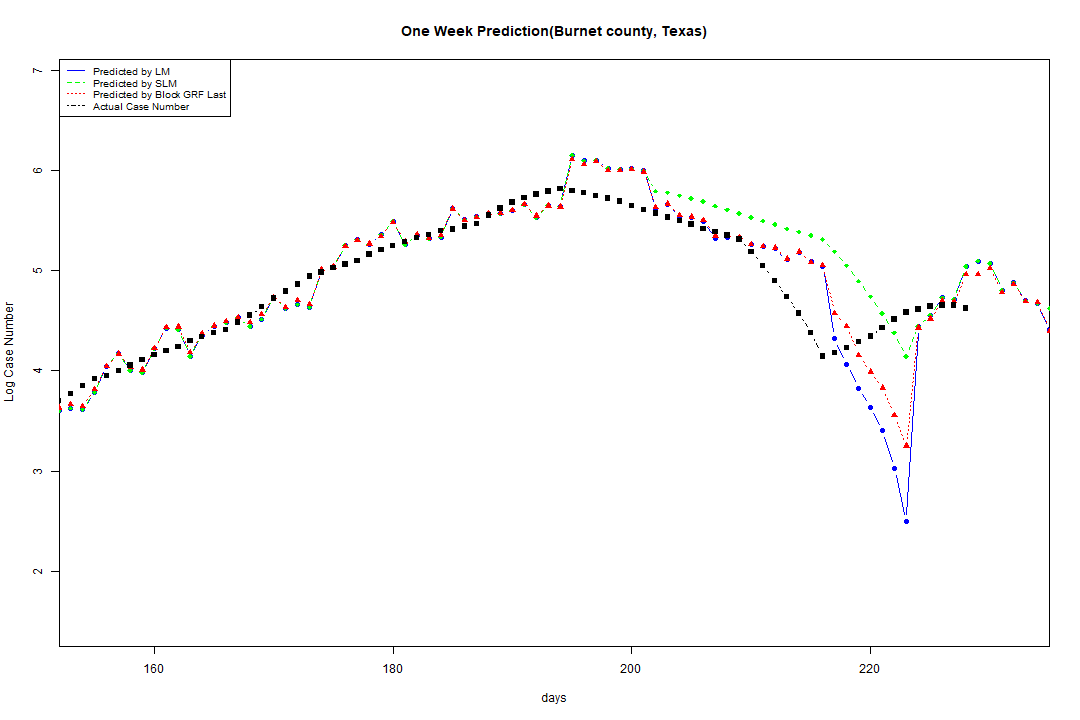 One Week Prediction(Burnet county, Texas)
Predicted by LM
Predicted by SLM
Predicted by Block GRF Last
Actual Case Number
7
6
5
4
3
2
Log Case Number
160
180
200
220
days